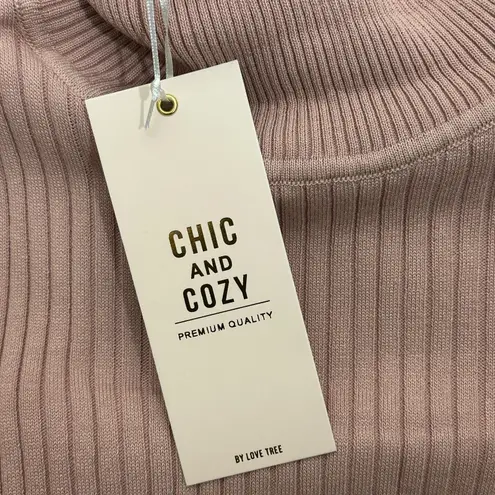 CHIC
AND
COZY
PREMIUM QUALITY
BY LOVE TREE